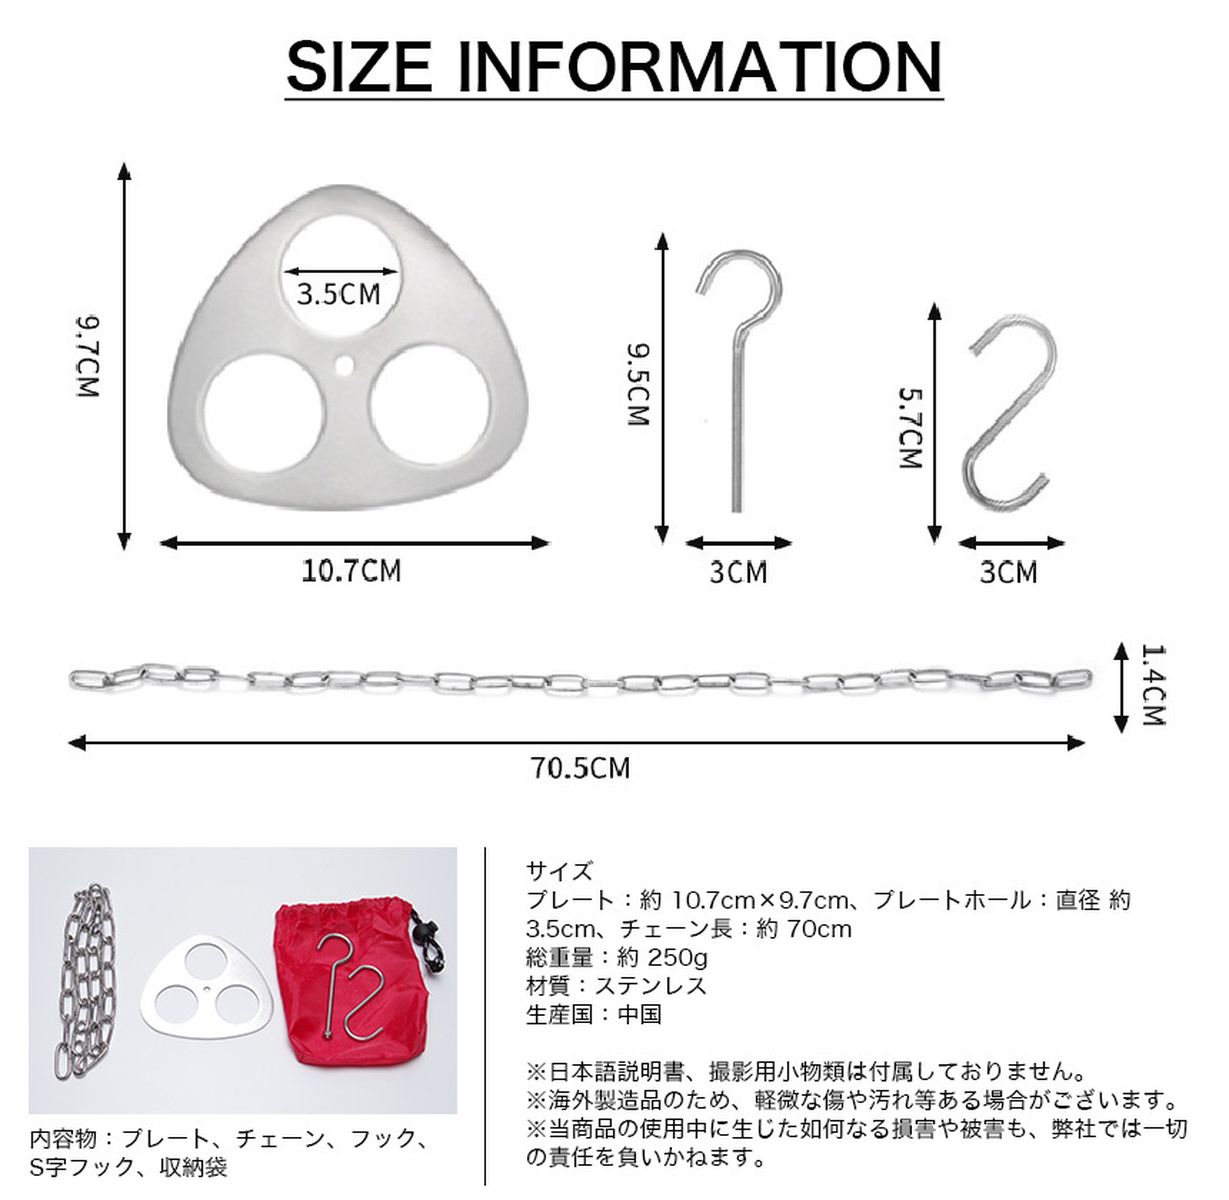 SIZE INFORMATION
3.5CM
9.7CM
10.7CM
9.5CM
3CM
5.7CM
3CM
1.4CM
70.5CM
サイズ
プレート：約 10.7cm×9.7cm、プレートホール：直径 約
3.5cm、チェーン長：約 70cm
総重量：約 250g
材質：ステンレス
生産国：中国
※日本語説明書、撮影用小物類は付属しておりません。
※海外製造品のため、軽微な傷や汚れ等ある場合がございます。
※当商品の使用中に生じた如何なる損害や被害も、弊社では一切
の責任を負いかねます。
内容物：プレート、チェーン、フック、
S字フック、収納袋